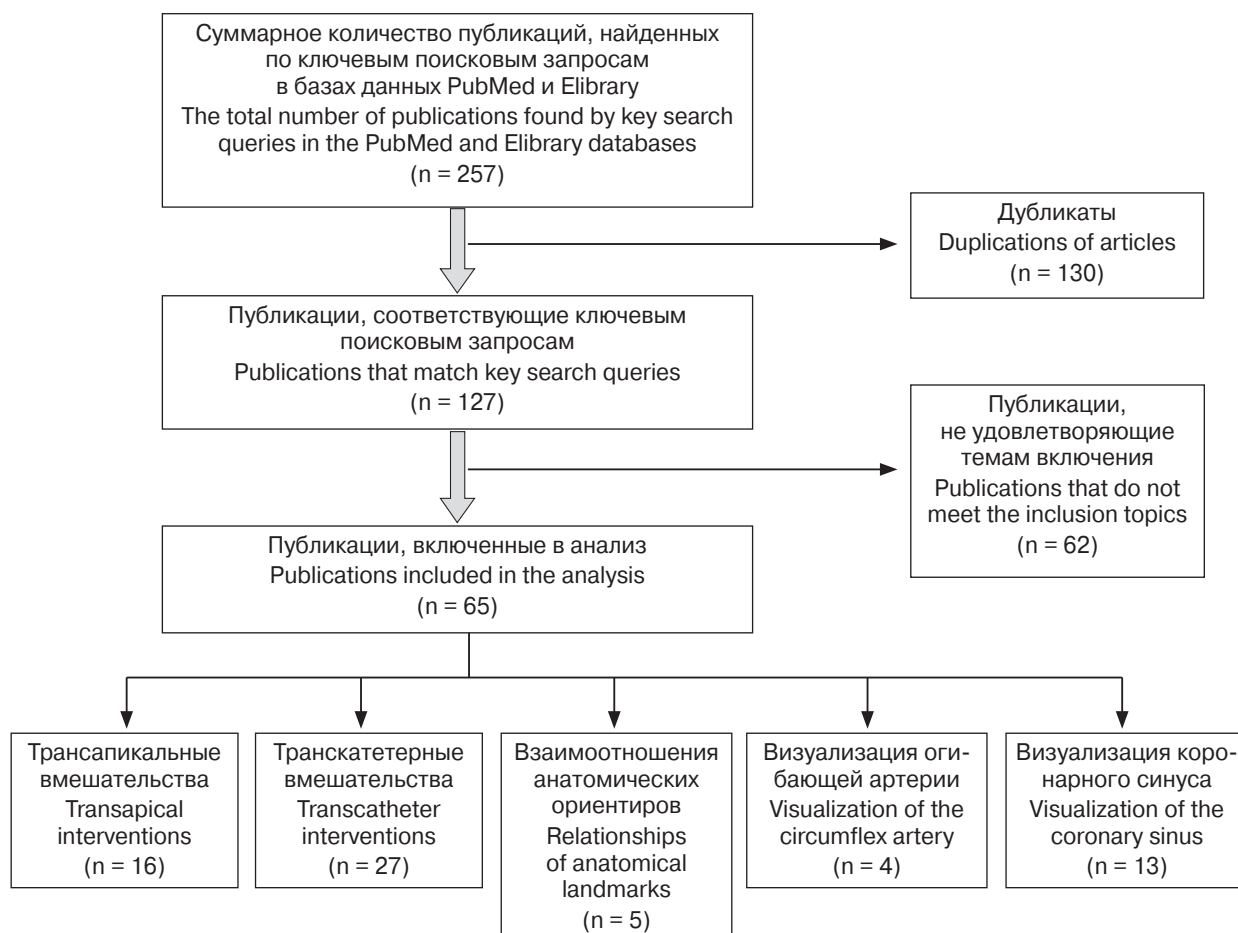 Суммарное количество публикаций, найденных
по ключевым поисковым запросам
в базах данных PubMed и Elibrary
The total number of publications found by key search
queries in the PubMed and Elibrary databases
(n = 257)
Дубликаты
Duplications of articles
(n = 130)
Публикации, соответствующие ключевым
поисковым запросам
Publications that match key search queries
(n = 127)
Публикации,
не удовлетворяющие
темам включения
Publications that do not
meet the inclusion topics
(n = 62)
Публикации, включенные в анализ
Publications included in the analysis
(n = 65)
Трансапикальные
вмешательства
Transapical
interventions
(n = 16)
Транскатетерные
вмешательства
Transcatheter
interventions
(n = 27)
Взаимоотношения
анатомических
ориентиров
Relationships
of anatomical
landmarks
(n = 5)
Визуализация оги-
бающей артерии
Visualization of the
circumflex artery
(n = 4)
Визуализация коро-
нарного синуса
Visualization of the
coronary sinus
(n = 13)